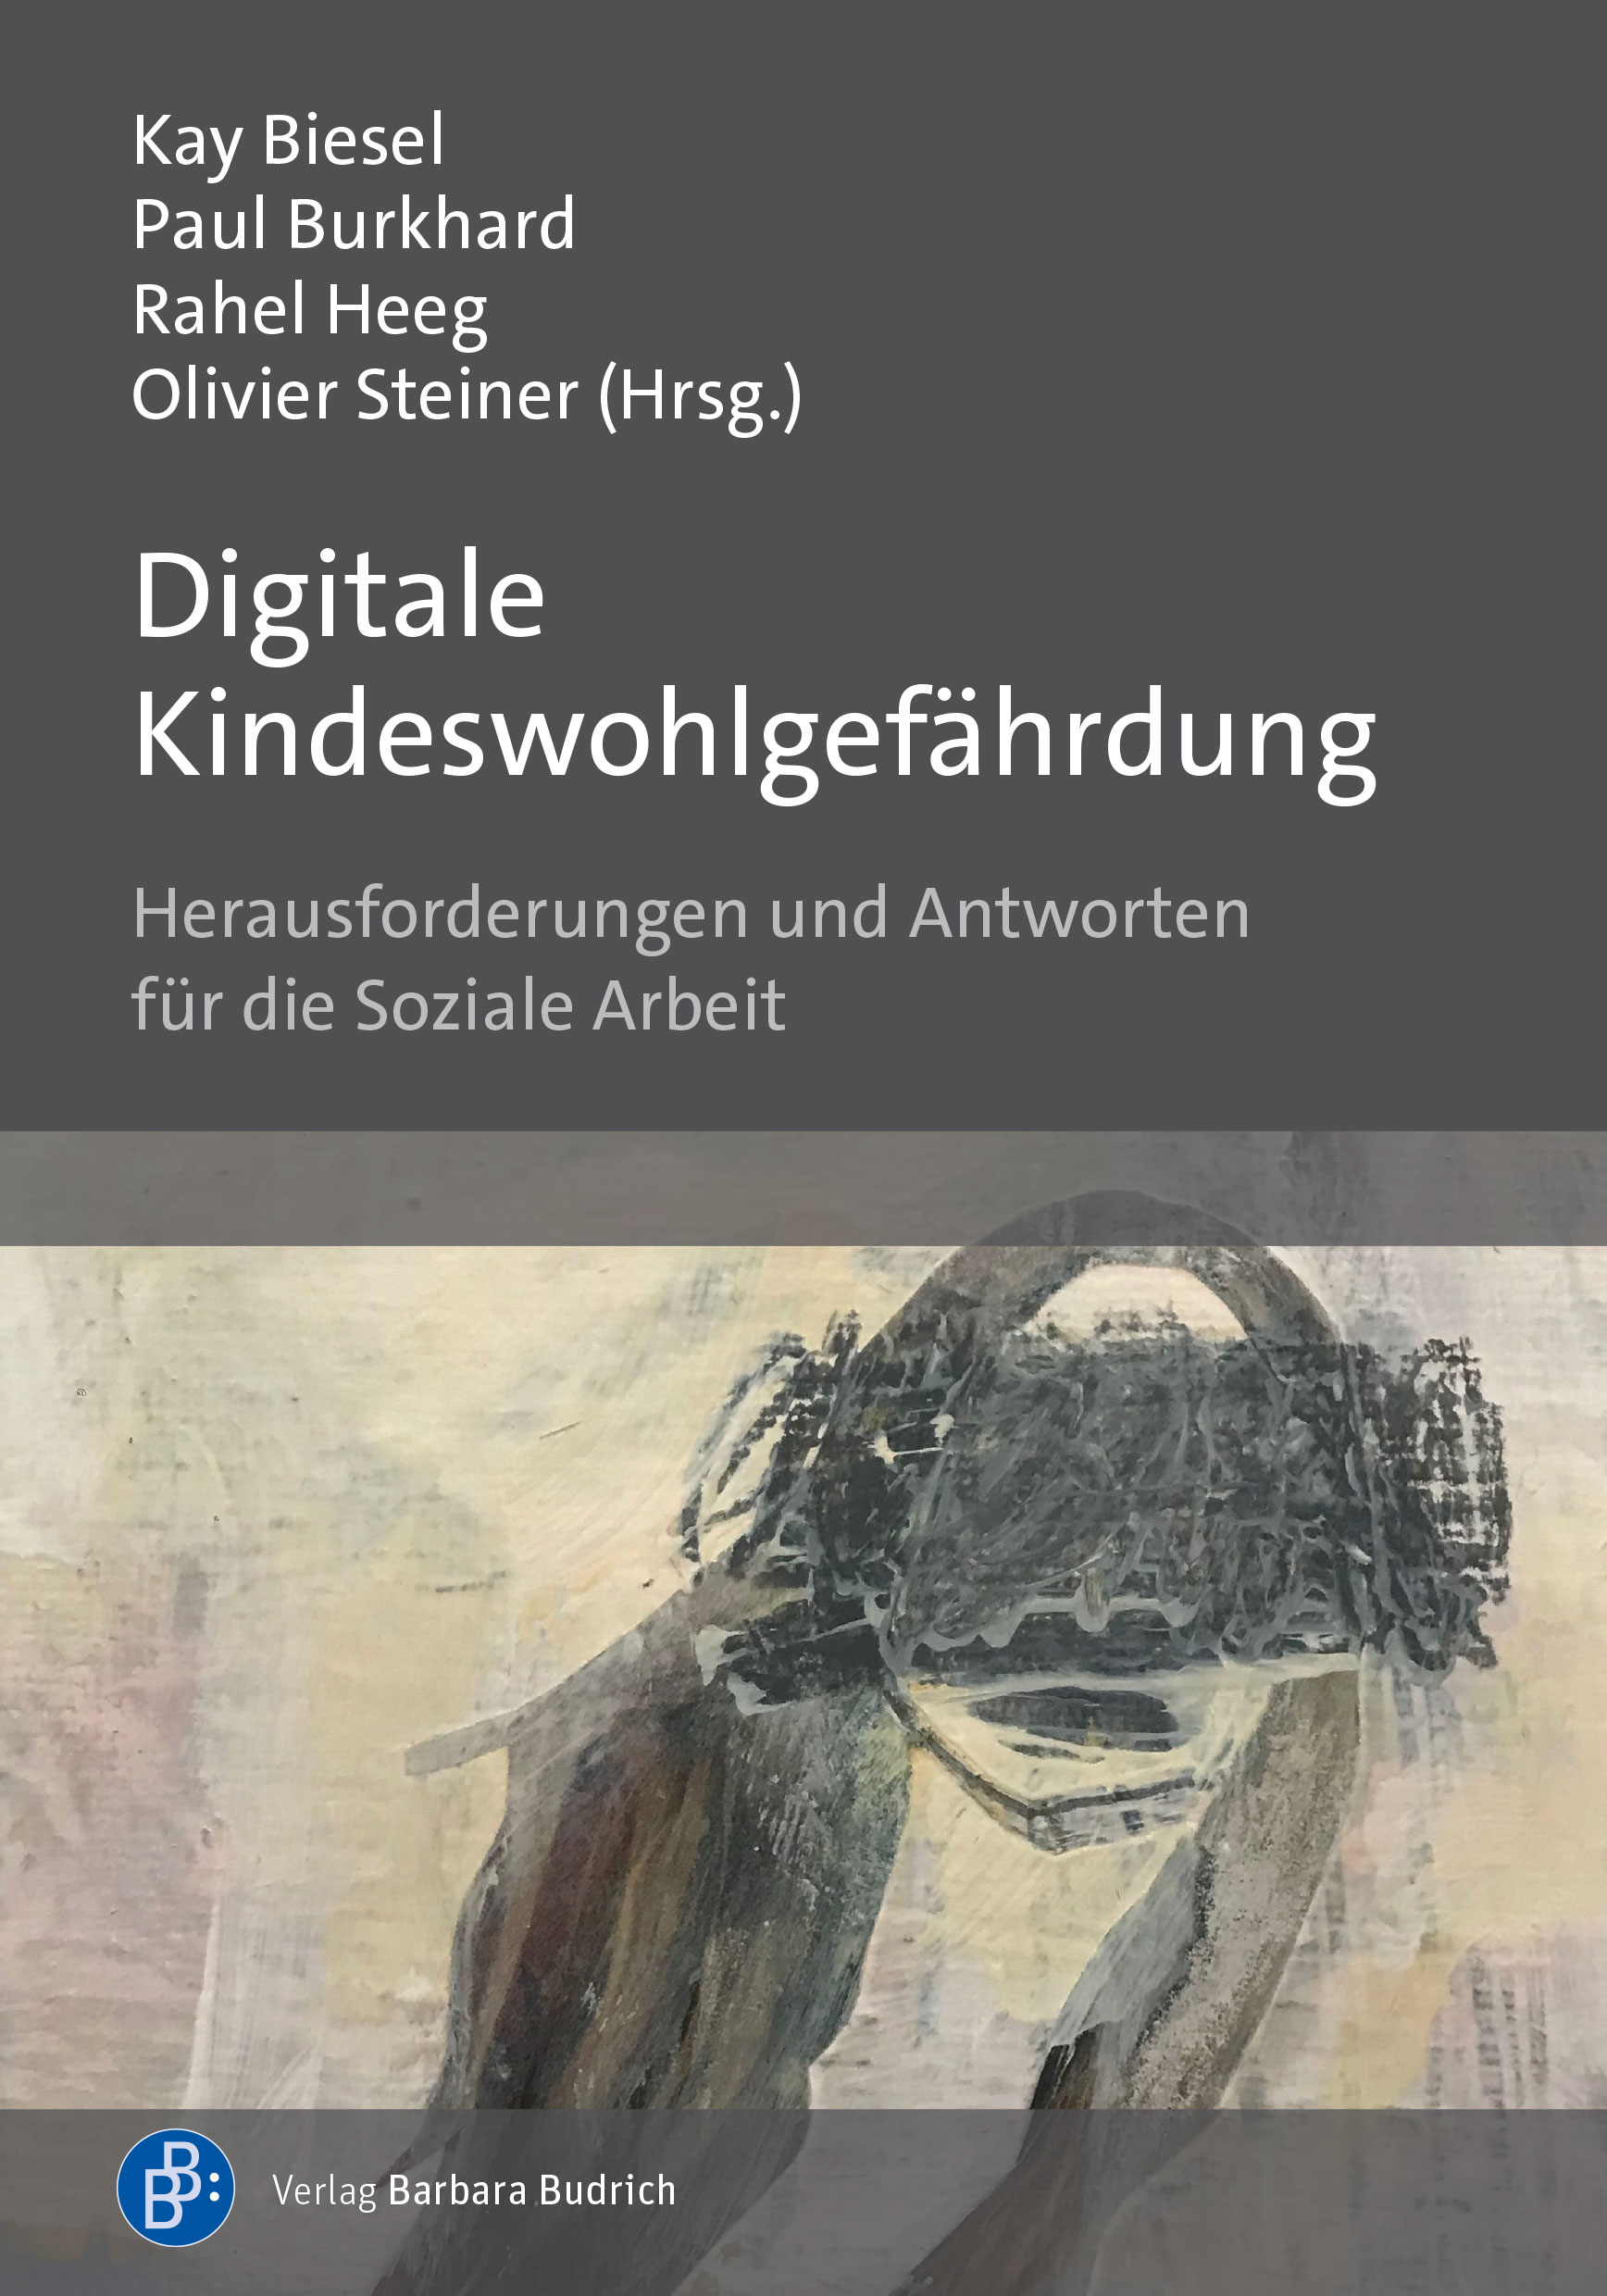 Kay Biesel
Paul Burkhard
Rahel Heeg
Olivier Steiner (Hrsg.)
Digitale
Kindeswohlgefährdung
Herausforderungen und Antworten
für die Soziale Arbeit
BB:
Verlag Barbara Budrich